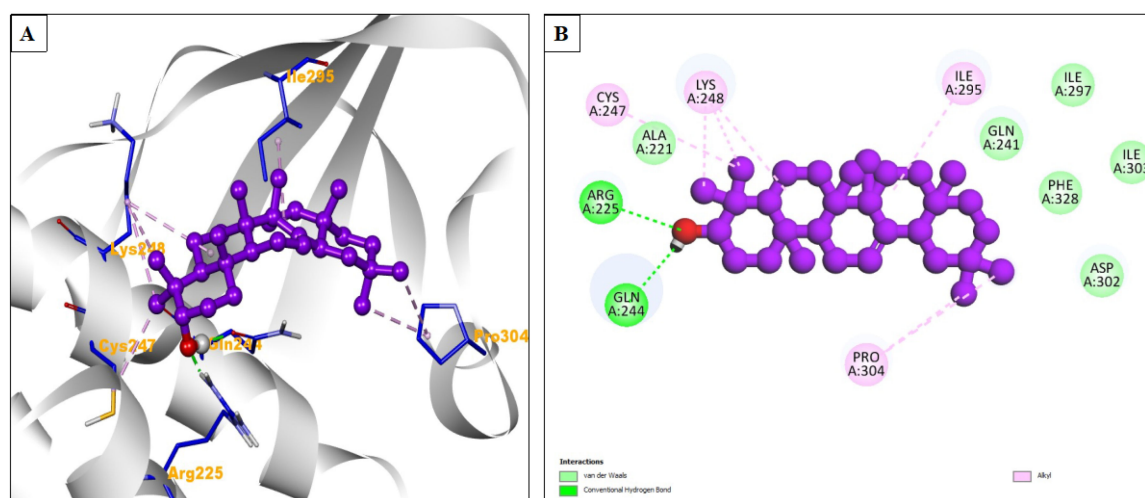 A
Ile295
Lys248
Cys247
Gln244
Pro304
Arg225
B
CYS
A:247
LYS
A:248
ILE
A:295
ILE
A:297
ALA
A:221
GLN
A:241
ILE
A:303
ARG
A:225
PHE
A:328
GLN
A:244
ASP
A:302
PRO
A:304
Interactions
van der Waals
Conventional Hydrogen Bond
Alkyl